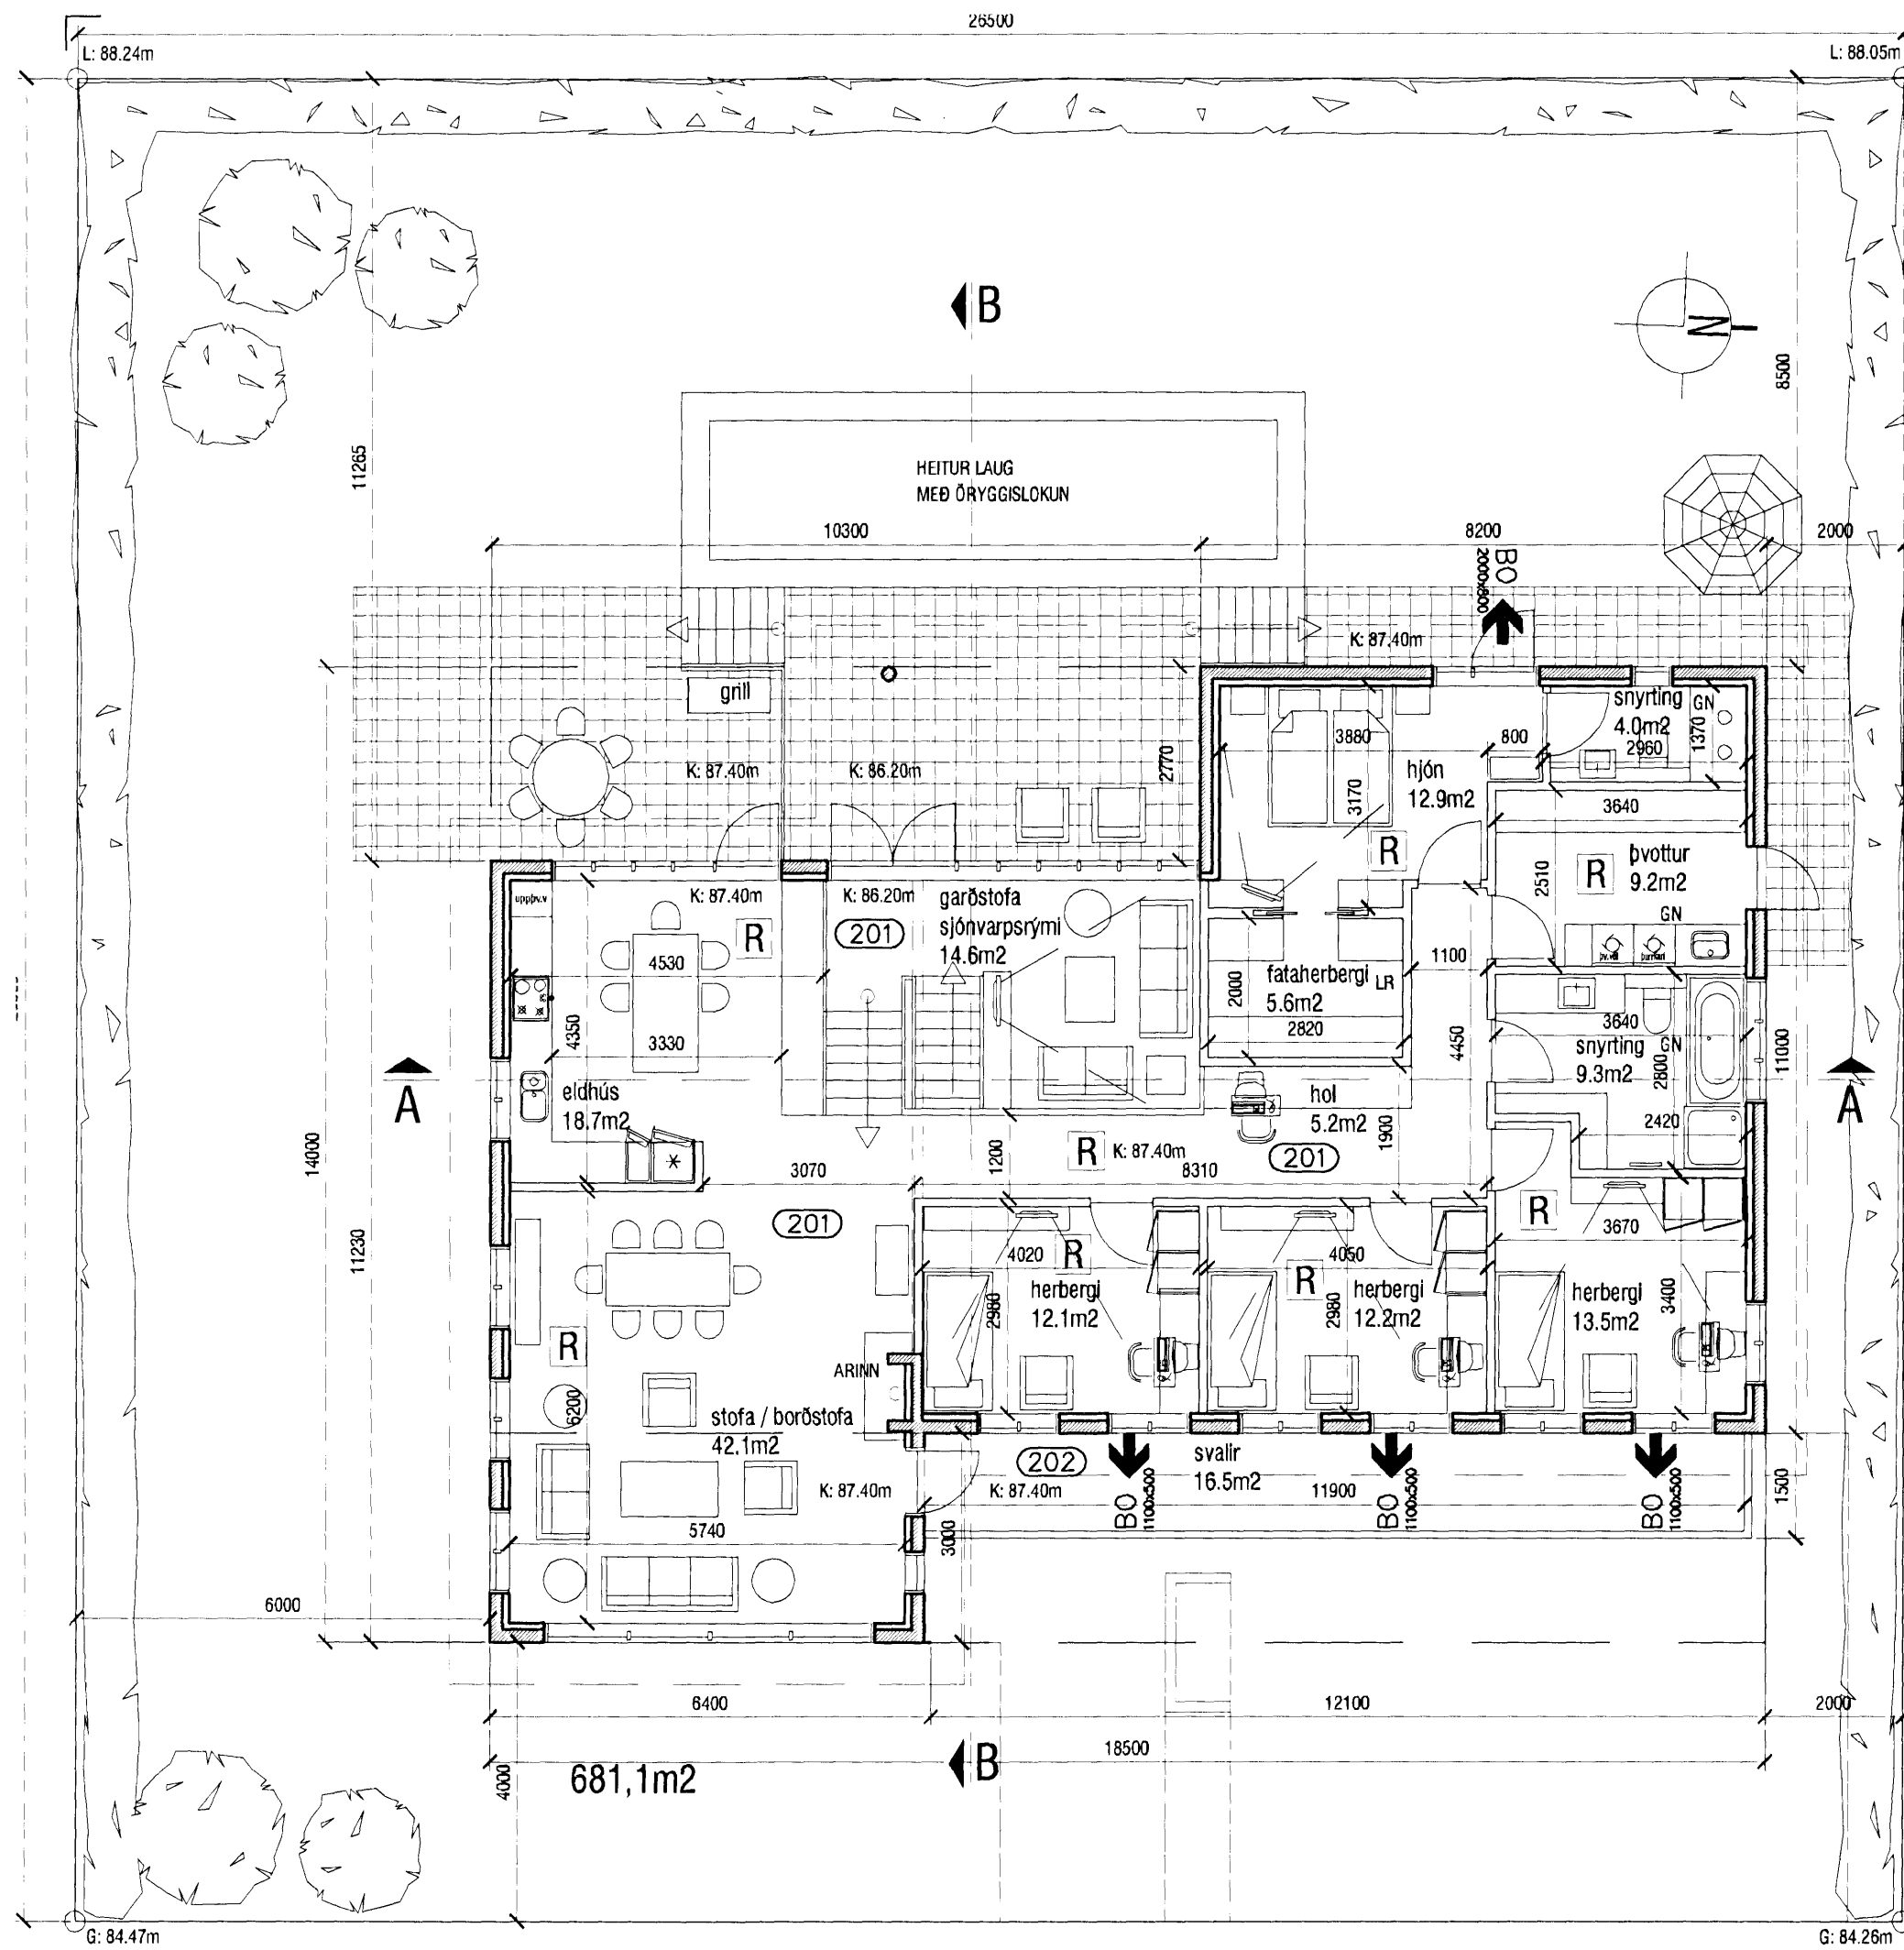 26500
L: 88.24m
L: 88.05m
B
N
8500
11265
HEITUR LAUG
MEÐ ÖRYGGISLOKUN
10300
8200
2000
BO
2000x800
K: 87.40m
grill
snyrting
4.0m2
GN
1370
2960
3880
800
hjón
12.9m2
3170
2770
K: 87.40m
K: 86.20m
3640
R
þvottur
9.2m2
2510
R
GN
þv.vél
þurrkari
uppþv.v
K: 87.40m
K: 86.20m
garðstofa
sjónvarpsrými
14.6m2
201
R
4530
1100
fataherbergi
5.6m2
LR
2000
2820
4350
3330
4450
3640
snyrting
9.3m2
GN
2800
11000
A
A
eldhús
18.7m2
hol
5.2m2
2420
1900
14000
R
K: 87.40m
201
1200
3070
8310
201
R
3670
11230
4020
R
4050
R
herbergi
12.1m2
2980
herbergi
12.2m2
2980
herbergi
13.5m2
3400
R
ARINN
6200
stofa / borðstofa
42.1m2
202
svalir
16.5m2
K: 87.40m
K: 87.40m
11900
BO
1100x500
BO
1100x500
BO
1100x500
1500
5740
3000
6000
6400
12100
2000
18500
B
4000
681,1m2
G: 84.47m
G: 84.26m